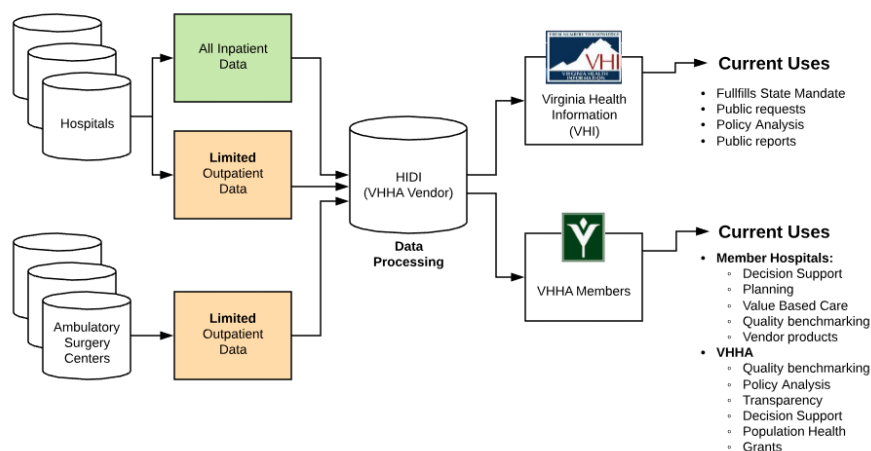 Hospitals
All Inpatient
Data
Limited
Outpatient
Data
Ambulatory
Surgery
Centers
Limited
Outpatient
Data
HIDI
(VHHA Vendor)
Data
Processing
VHI
VIRGINIA HEALTH
INFORMATION
Virginia Health
Information
(VHI)
Current Uses
• Fullfills State Mandate
• Public requests
• Policy Analysis
• Public reports
VHHA Members
Current Uses
• Member Hospitals:
◦ Decision Support
◦ Planning
◦ Value Based Care
◦ Quality benchmarking
◦ Vendor products
• VHHA
◦ Quality benchmarking
◦ Policy Analysis
◦ Transparency
◦ Decision Support
◦ Population Health
◦ Grants